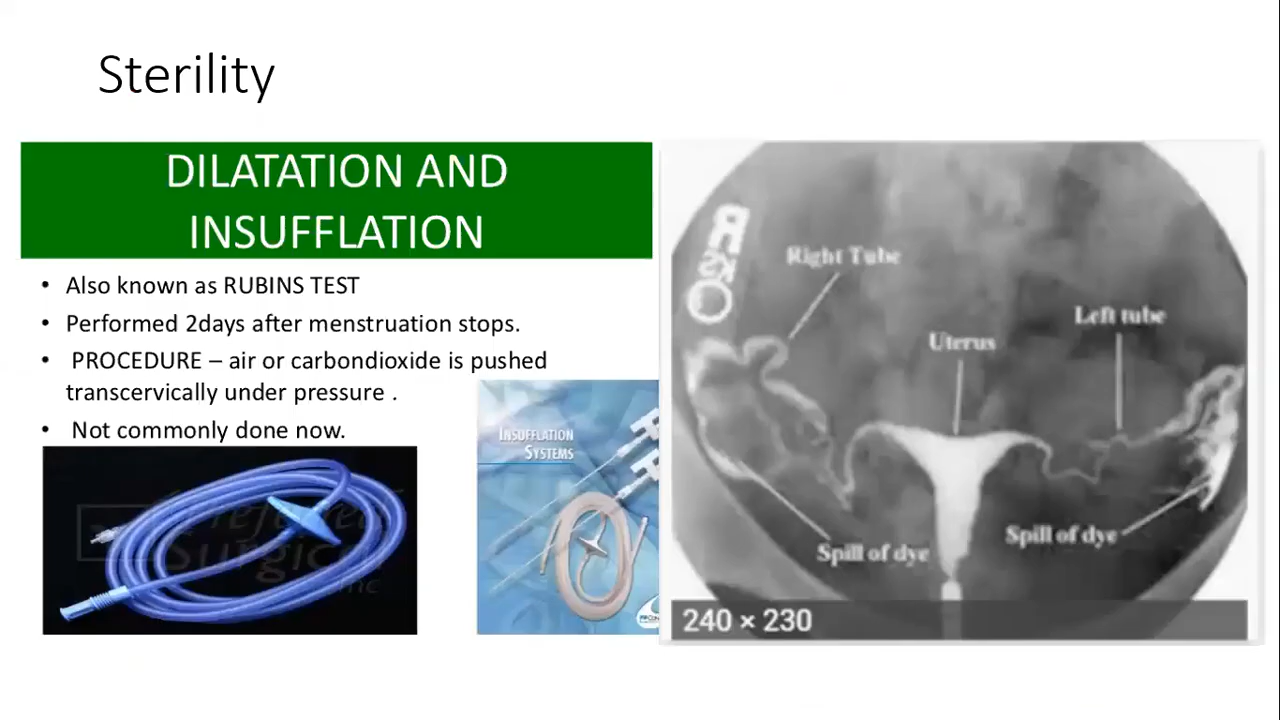 Sterility
DILATATION AND
INSUFFLATION
• Also known as RUBINS TEST
• Performed 2days after menstruation stops.
• PROCEDURE – air or carbondioxide is pushed
transcervically under pressure .
• Not commonly done now.
INSUFFLATION
SYSTEMS
Right Tube
Uterus
Left tube
Spill of dye
Spill of dye
240 × 230